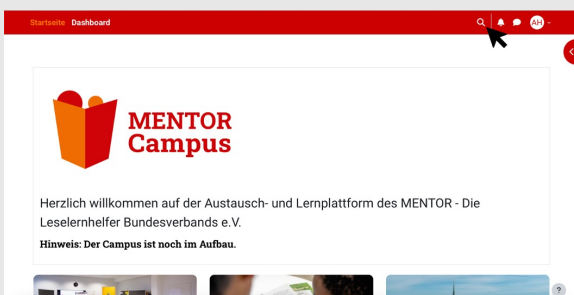 Startseite Dashboard
AH
MENTOR
Campus
Herzlich willkommen auf der Austausch- und Lernplattform des MENTOR - Die
Leselernhelfer Bundesverbands e.V.
Hinweis: Der Campus ist noch im Aufbau.
?